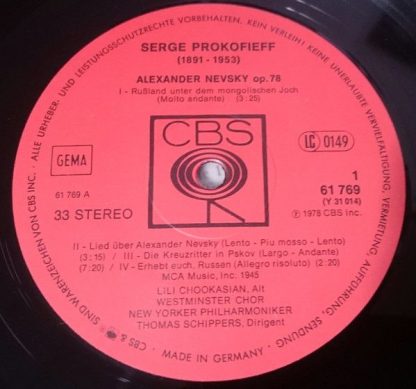 SERGE PROKOFIEFF
(1891 - 1953)
ALEXANDER NEVSKY op. 78
I - Rußland unter dem mongolischen Joch
(Molto andante) (3:25)
CBS
GEMA
LC 0149
61 769 A
33 STEREO
1
61 769
(Y 31 014)
℗ 1975 CBS Inc.
II - Lied über Alexander Nevsky (Lento - Piu mosso - Lento)
(3:15) / III - Die Kreuzritter in Pskov (Largo - Andante)
(7:20) / IV - Erhebt euch, Russen (Allegro risoluto) (2:20)
MCA Music, Inc. 1945
LILI CHOOKASIAN, Alt
WESTMINSTER CHOR
NEW YORKER PHILHARMONIKER
THOMAS SCHIPPERS, Dirigent
ALLE URHEBER- UND LEISTUNGSSCHUTZRECHTE VORBEHALTEN. KEINE UNERLAUBTE VERVIELFÄLTIGUNG, VERMIETUNG, AUFFÜHRUNG, SENDUNG
MADE IN GERMANY
CBS & SIND WARENZEICHEN VON CBS INC.